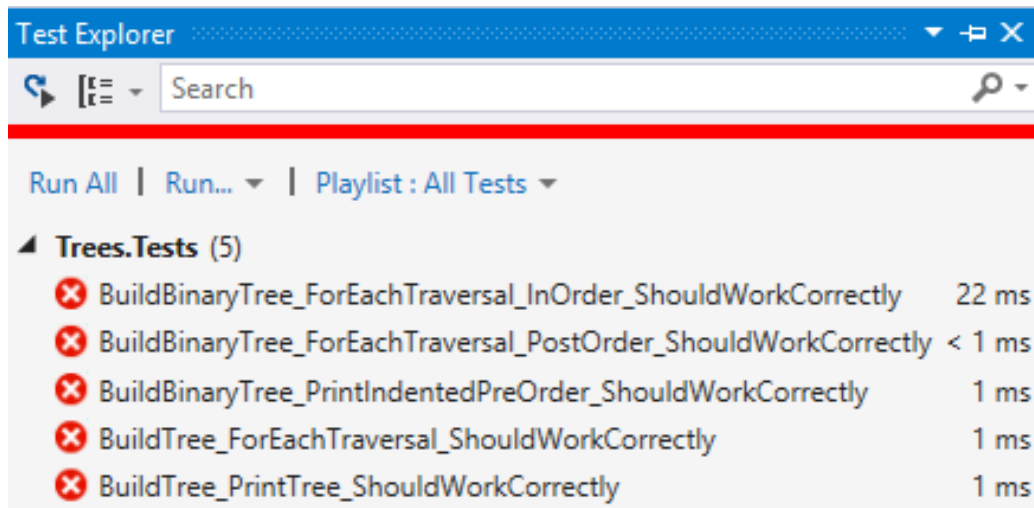 Test Explorer
Search
Run All | Run... | Playlist : All Tests
Trees.Tests (5)
BuildBinaryTree_ForEachTraversal_InOrder_ShouldWorkCorrectly 22 ms
BuildBinaryTree_ForEachTraversal_PostOrder_ShouldWorkCorrectly < 1 ms
BuildBinaryTree_PrintIndentedPreOrder_ShouldWorkCorrectly 1 ms
BuildTree_ForEachTraversal_ShouldWorkCorrectly 1 ms
BuildTree_PrintTree_ShouldWorkCorrectly 1 ms